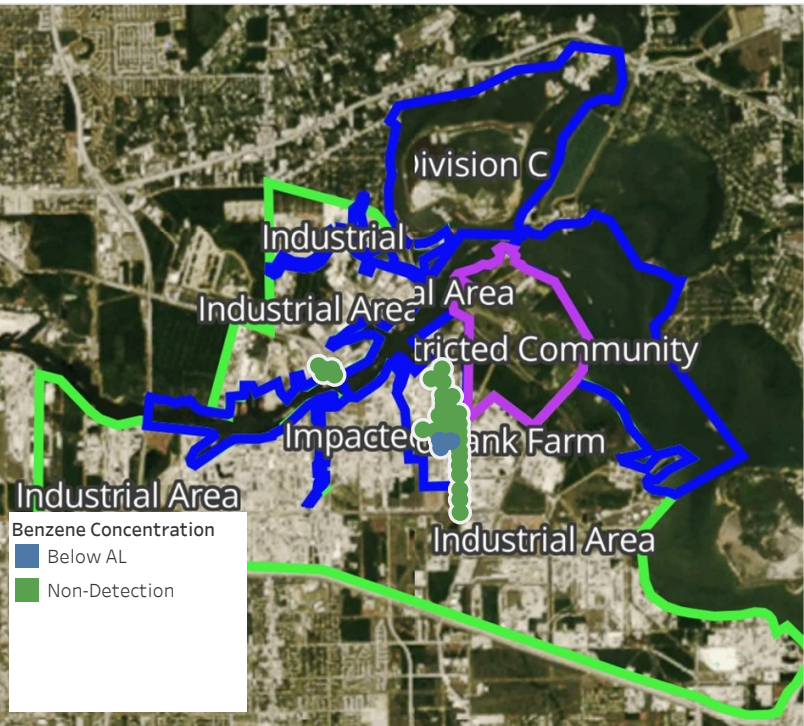 Division C
Industrial
al Area
Industrial Area
tricted Community
Impacted
ank Farm
Industrial Area
Industrial Area
Benzene Concentration
Below AL
Non-Detection